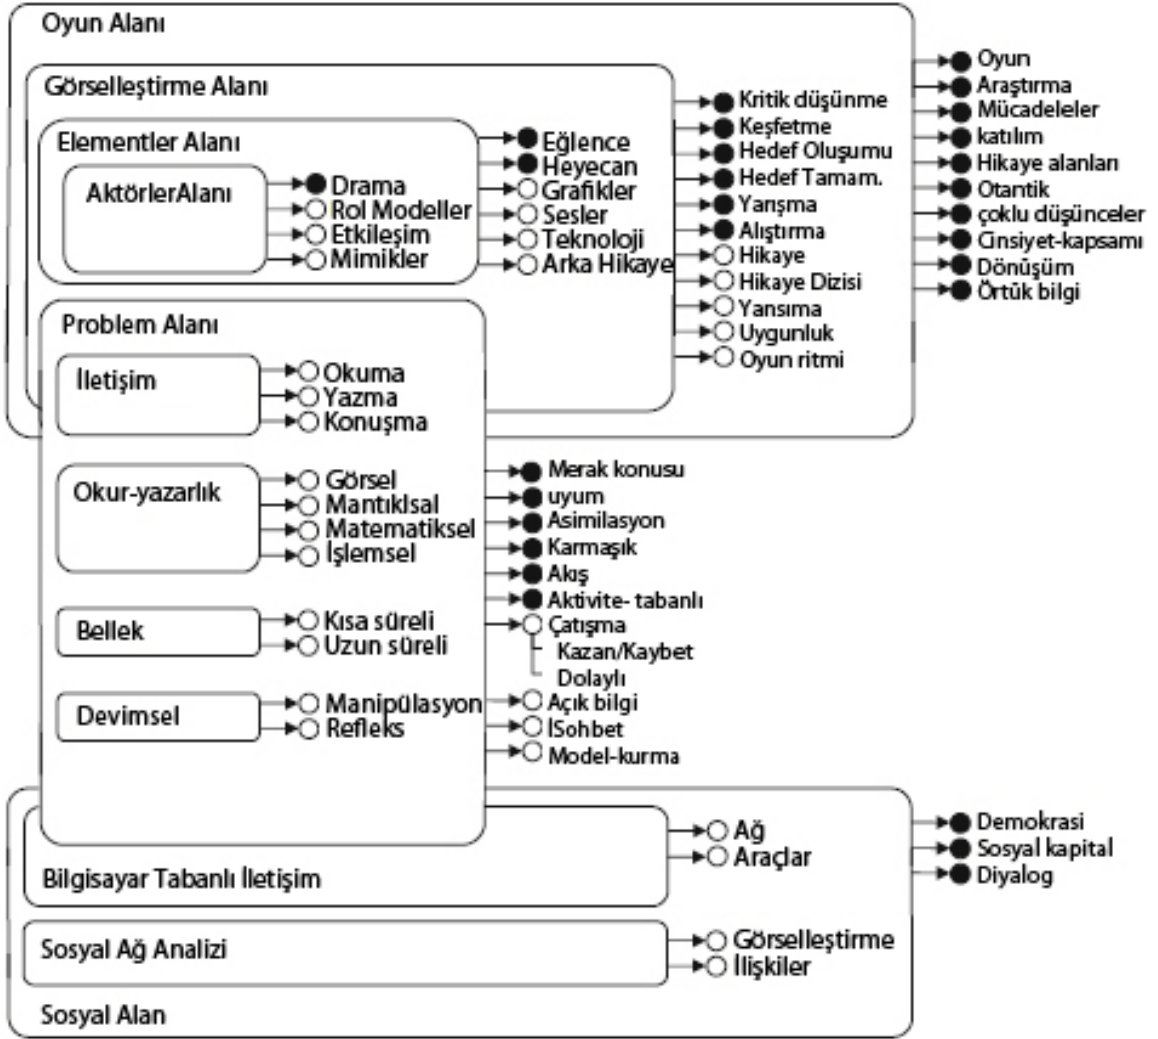 Oyun Alanı
Görselleştirme Alanı
Elementler Alanı
AktörlerAlanı
Drama
Rol Modeller
Etkileşim
Mimikler
Eğlence
Heyecan
Grafikler
Sesler
Teknoloji
Arka Hikaye
Kritik düşünme
Keşfetme
Hedef Oluşumu
Hedef Tamam.
Yarışma
Alıştırma
Hikaye
Hikaye Dizisi
Yansıma
Uygunluk
Oyun ritmi
Oyun
Araştırma
Mücadeleler
katılım
Hikaye alanları
Otantik
çoklu düşünceler
Cinsiyet-kapsamı
Dönüşüm
Örtük bilgi
Problem Alanı
İletişim
Okuma
Yazma
Konuşma
Okur-yazarlık
Görsel
Mantıklsal
Matematiksel
İşlemsel
Bellek
Kısa süreli
Uzun süreli
Devimsel
Manipülasyon
Refleks
Merak konusu
uyum
Asimilasyon
Karmaşık
Akış
Aktivite- tabanlı
Çatışma
Kazan/Kaybet
Dolaylı
Açık bilgi
İSohbet
Model-kurma
Bilgisayar Tabanlı İletişim
Ağ
Araçlar
Sosyal Ağ Analizi
Görselleştirme
İlişkiler
Sosyal Alan
Demokrasi
Sosyal kapital
Diyalog